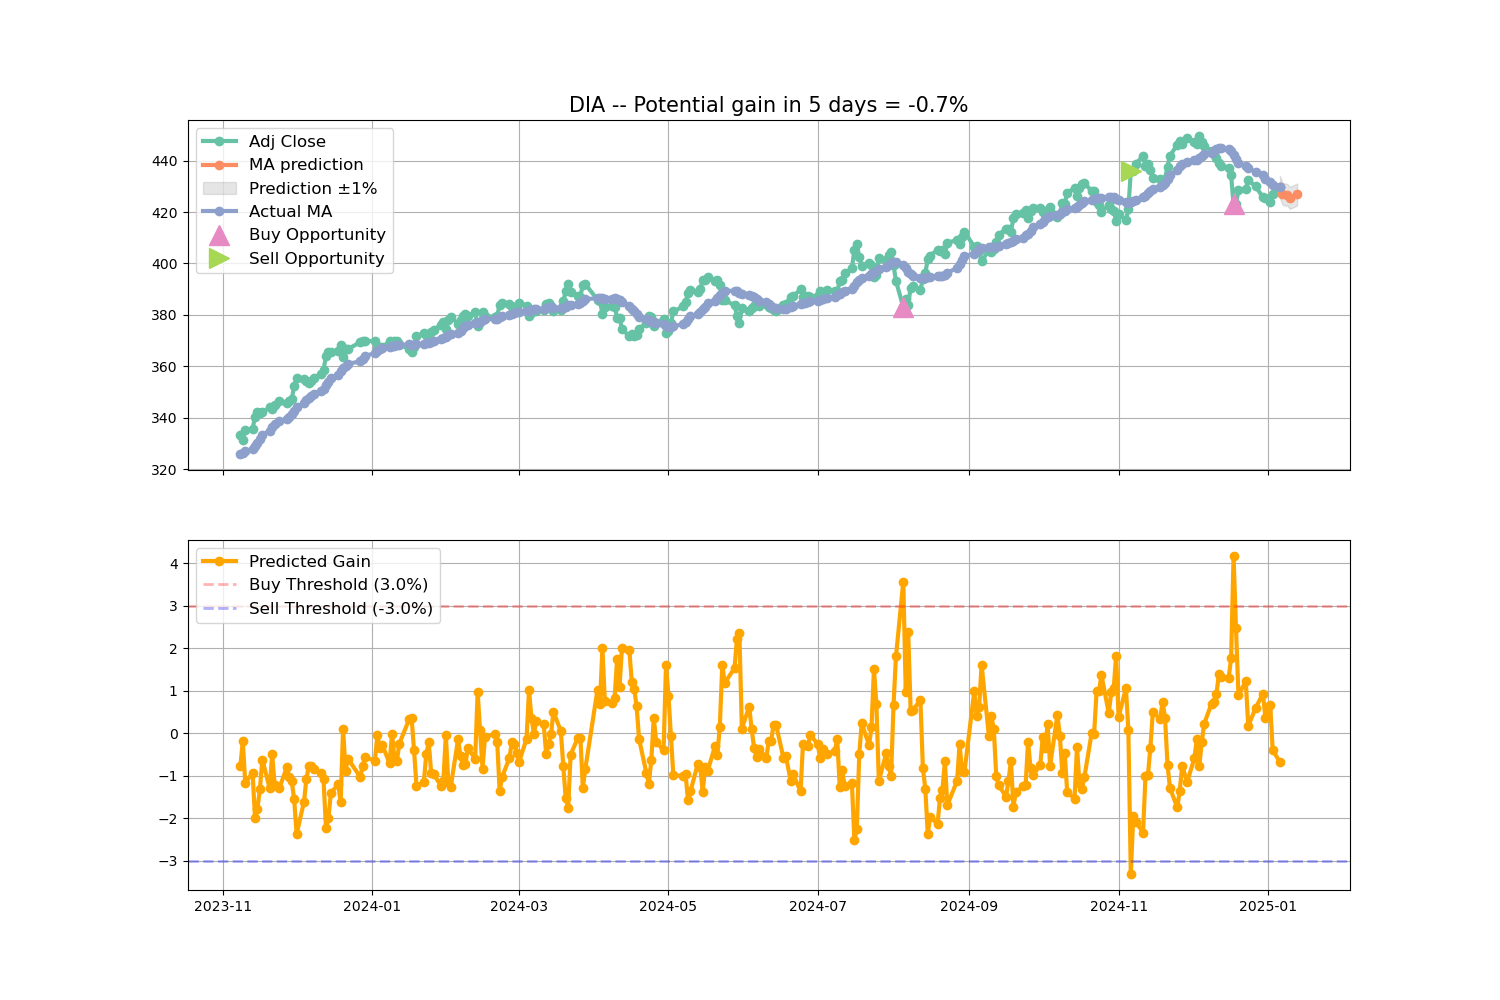 DIA -- Potential gain in 5 days = -0.7%
Adj Close
MA prediction
Prediction ±1%
Actual MA
Buy Opportunity
Sell Opportunity
440
420
400
380
360
340
320
Predicted Gain
Buy Threshold (3.0%)
Sell Threshold (-3.0%)
4
3
2
1
0
−1
−2
−3
2023-11 2024-01 2024-03 2024-05 2024-07 2024-09 2024-11 2025-01